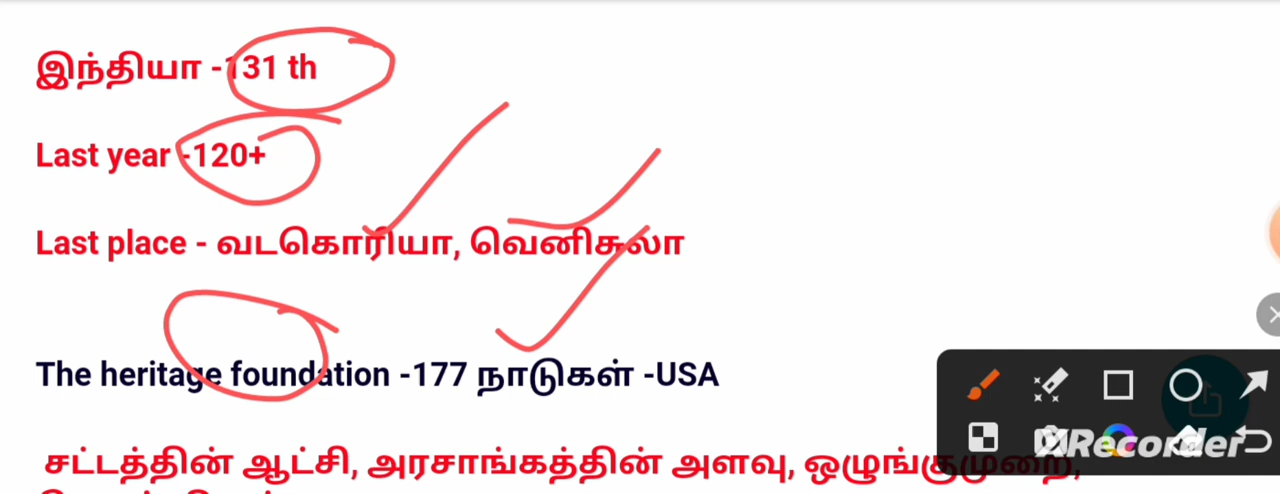 இந்தியா -131 th
Last year -120+
Last place - வடகொரியா, வெனிசுலா
The heritage foundation -177 நாடுகள் -USA
சட்டத்தின் ஆட்சி, அரசாங்கத்தின் அளவு, ஒழுங்குமுறை,
XRecorder